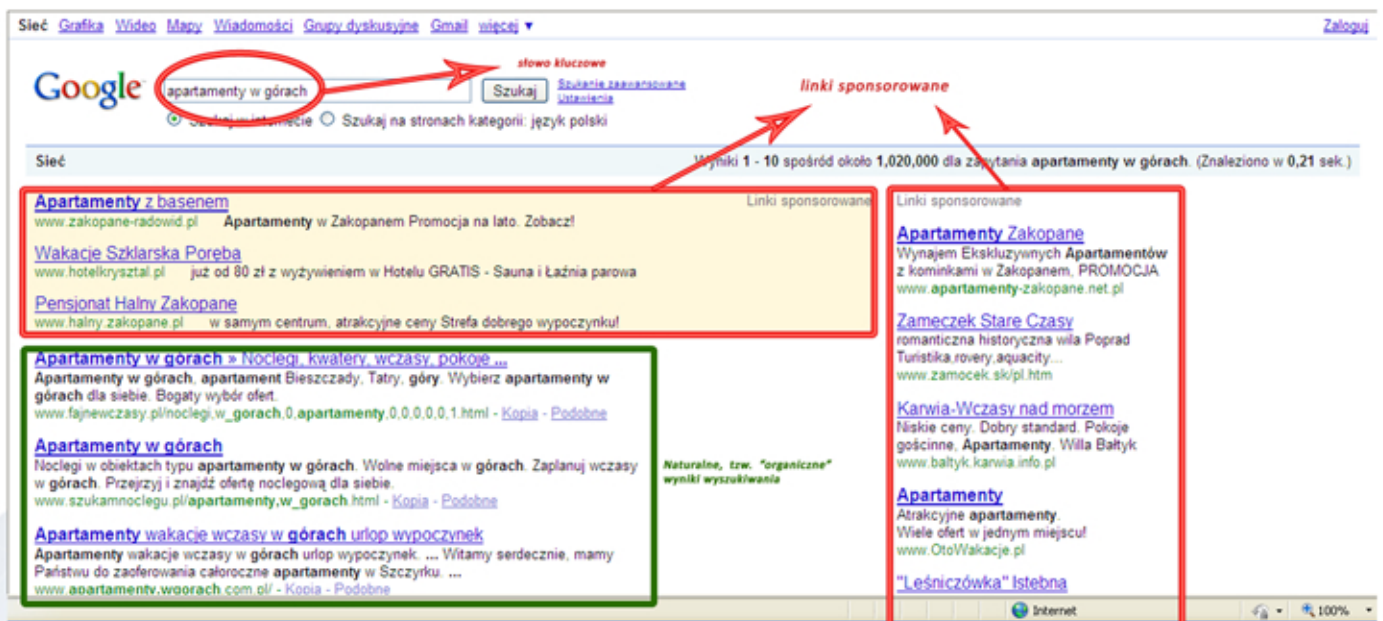 Sieć Grafika Wideo Mapy Wiadomości Grupy dyskusyjne Gmail więcej ▼ Zaloguj
słowo kluczowe
linki sponsorowane
Google apartamenty w górach Szukaj Szukanie zaawansowane
Ustawienia
Szukaj w internecie Szukaj na stronach kategorii: język polski
Sieć Wyniki 1 - 10 spośród około 1,020,000 dla zapytania apartamenty w górach. (Znaleziono w 0,21 sek.)
Apartamenty z basenem Linki sponsorowane
www.zakopane-radowid.pl Apartamenty w Zakopanem Promocja na lato. Zobacz!
Wakacje Szklarska Poręba
www.hotelkrysztal.pl już od 80 zł z wyżywieniem w Hotelu GRATIS - Sauna i Łaźnia parowa
Pensjonat Halny Zakopane
www.halny.zakopane.pl w samym centrum, atrakcyjne ceny Strefa dobrego wypoczynku!
Apartamenty w górach » Noclegi, kwatery, wczasy, pokoje ...
Apartamenty w górach, apartament Bieszczady, Tatry, góry. Wybierz apartamenty w
górach dla siebie. Bogaty wybór ofert.
www.fajnewczasy.pl/noclegi,w_gorach,0,apartamenty,0,0,0,0,0,1.html - Kopia - Podobne
Apartamenty w górach
Noclegi w obiektach typu apartamenty w górach. Wolne miejsca w górach. Zaplanuj wczasy
w górach. Przejrzyj i znajdź ofertę noclegową dla siebie.
www.szukamnoclegu.pl/apartamenty,w_gorach.html - Kopia - Podobne
Apartamenty wakacje wczasy w górach urlop wypoczynek
Apartamenty wakacje wczasy w górach urlop wypoczynek. ... Witamy serdecznie, mamy
Państwu do zaoferowania całoroczne apartamenty w Szczyrku. ...
www.apartamenty.wgorach.com.pl/ - Kopia - Podobne
Naturalne, tzw. "organiczne"
wyniki wyszukiwania
Linki sponsorowane
Apartamenty Zakopane
Wynajem Ekskluzywnych Apartamentów
z kominkami w Zakopanem, PROMOCJA
www.apartamenty-zakopane.net.pl
Zameczek Stare Czasy
romanticzna historyczna wila Poprad
Turistika,rovery,aquacity...
www.zamocek.sk/pl.htm
Karwia-Wczasy nad morzem
Niskie ceny. Dobry standard. Pokoje
gościnne, Apartamenty. Willa Bałtyk
www.baltyk.karwia.info.pl
Apartamenty
Atrakcyjne apartamenty.
Wiele ofert w jednym miejscu!
www.OtoWakacje.pl
"Leśniczówka" Istebna
Internet 100%